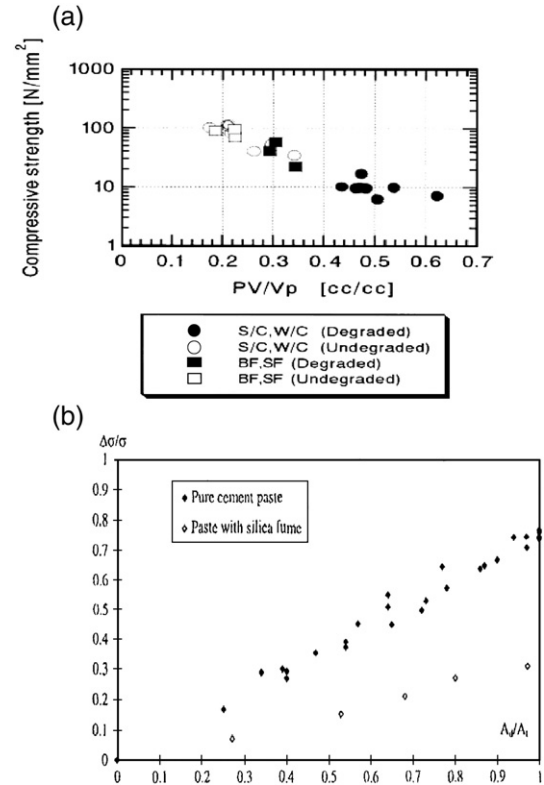 (a)
Compressive strength [N/mm²]
1000
100
10
1
0 0.1 0.2 0.3 0.4 0.5 0.6 0.7
PV/Vp [cc/cc]
S/C,W/C (Degraded)
S/C,W/C (Undegraded)
BF,SF (Degraded)
BF,SF (Undegraded)
(b)
Δσ/σ
1
0.9
0.8
0.7
0.6
0.5
0.4
0.3
0.2
0.1
0
Pure cement paste
Paste with silica fume
A_d/A_t
0 0.1 0.2 0.3 0.4 0.5 0.6 0.7 0.8 0.9 1